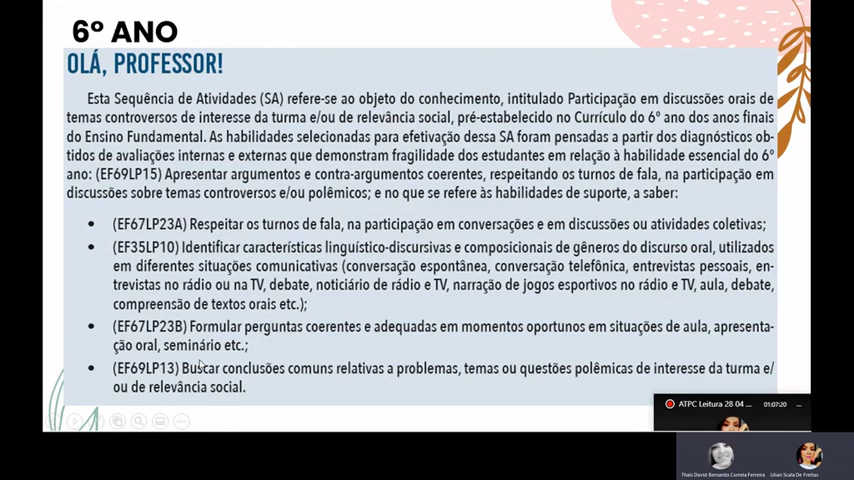 6º ANO
OLÁ, PROFESSOR!
Esta Sequência de Atividades (SA) refere-se ao objeto do conhecimento, intitulado Participação em discussões orais de
temas controversos de interesse da turma e/ou de relevância social, pré-estabelecido no Currículo do 6º ano dos anos finais
do Ensino Fundamental. As habilidades selecionadas para efetivação dessa SA foram pensadas a partir dos diagnósticos ob-
tidos de avaliações internas e externas que demonstram fragilidade dos estudantes em relação à habilidade essencial do 6º
ano: (EF69LP15) Apresentar argumentos e contra-argumentos coerentes, respeitando os turnos de fala, na participação em
discussões sobre temas controversos e/ou polêmicos; e no que se refere às habilidades de suporte, a saber:
• (EF67LP23A) Respeitar os turnos de fala, na participação em conversações e em discussões ou atividades coletivas;
• (EF35LP10) Identificar características linguístico-discursivas e composicionais de gêneros do discurso oral, utilizados
em diferentes situações comunicativas (conversação espontânea, conversação telefônica, entrevistas pessoais, en-
trevistas no rádio ou na TV, debate, noticiário de rádio e TV, narração de jogos esportivos no rádio e TV, aula, debate,
compreensão de textos orais etc.);
• (EF67LP23B) Formular perguntas coerentes e adequadas em momentos oportunos em situações de aula, apresenta-
ção oral, seminário etc.;
• (EF69LP13) Buscar conclusões comuns relativas a problemas, temas ou questões polêmicas de interesse da turma e/
ou de relevância social.
ATPC Leitura 28 04 ... 01:07:20 ...
Thais David Bernardo Correia Ferreira Lilian Scala De Freitas